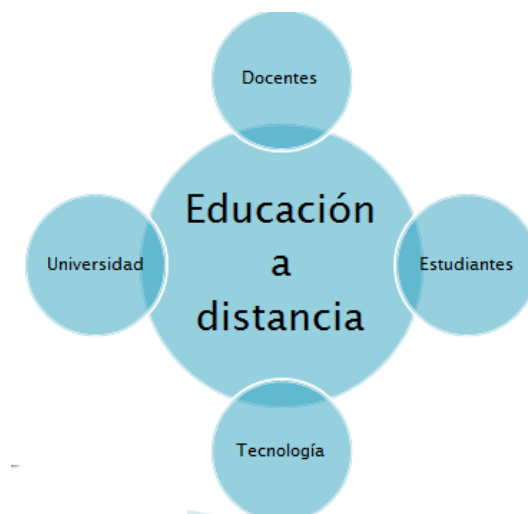 Docentes
Educación
a
distancia
Universidad
Estudiantes
Tecnología